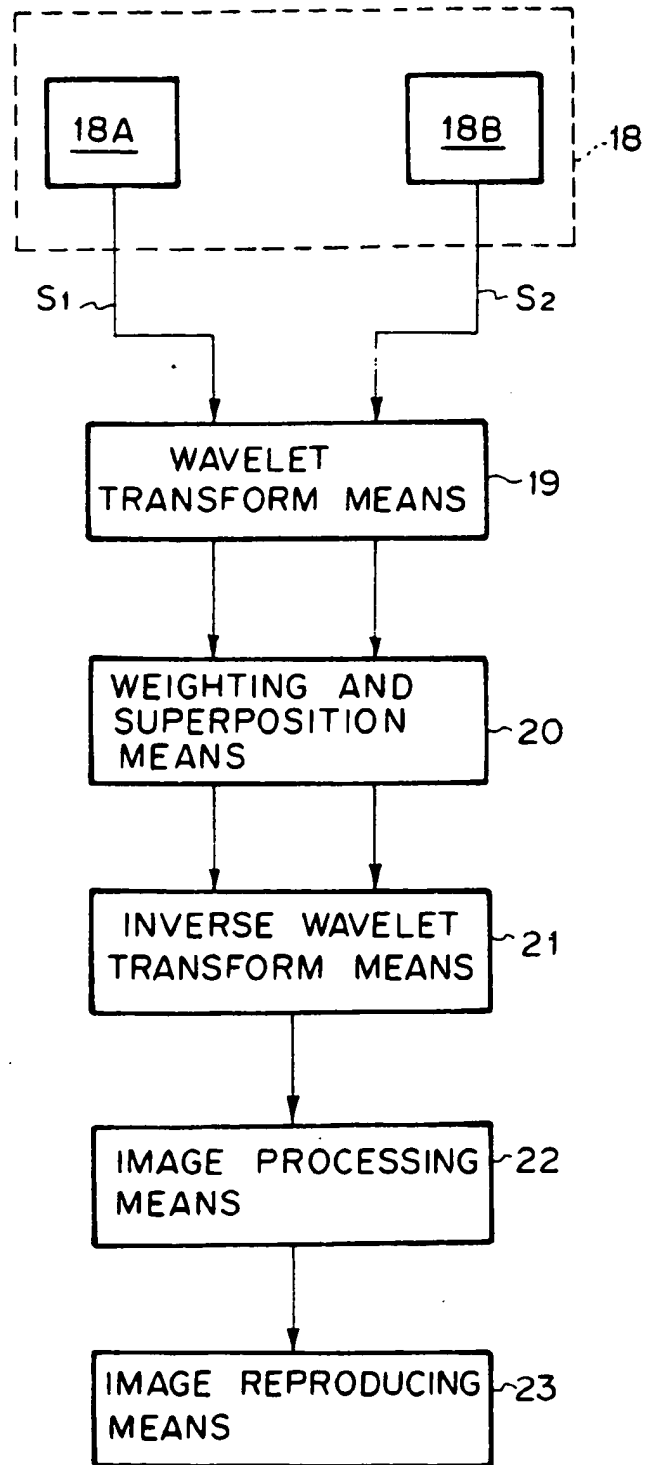 18A
18B
18
S1
S2
WAVELET
TRANSFORM MEANS
19
WEIGHTING AND
SUPERPOSITION
MEANS
20
INVERSE WAVELET
TRANSFORM MEANS
21
IMAGE PROCESSING
MEANS
22
IMAGE REPRODUCING
MEANS
23